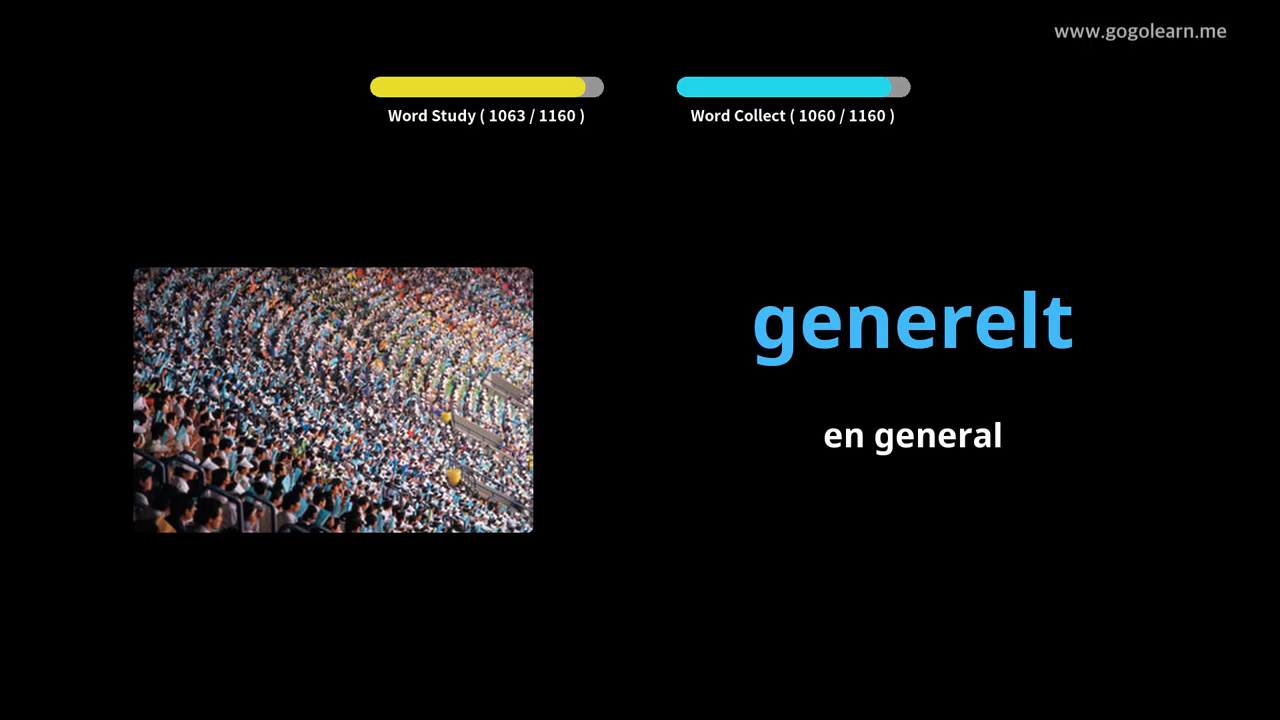 www.gogolearn.me
Word Study ( 1063 / 1160 )
Word Collect ( 1060 / 1160 )
generelt
en general